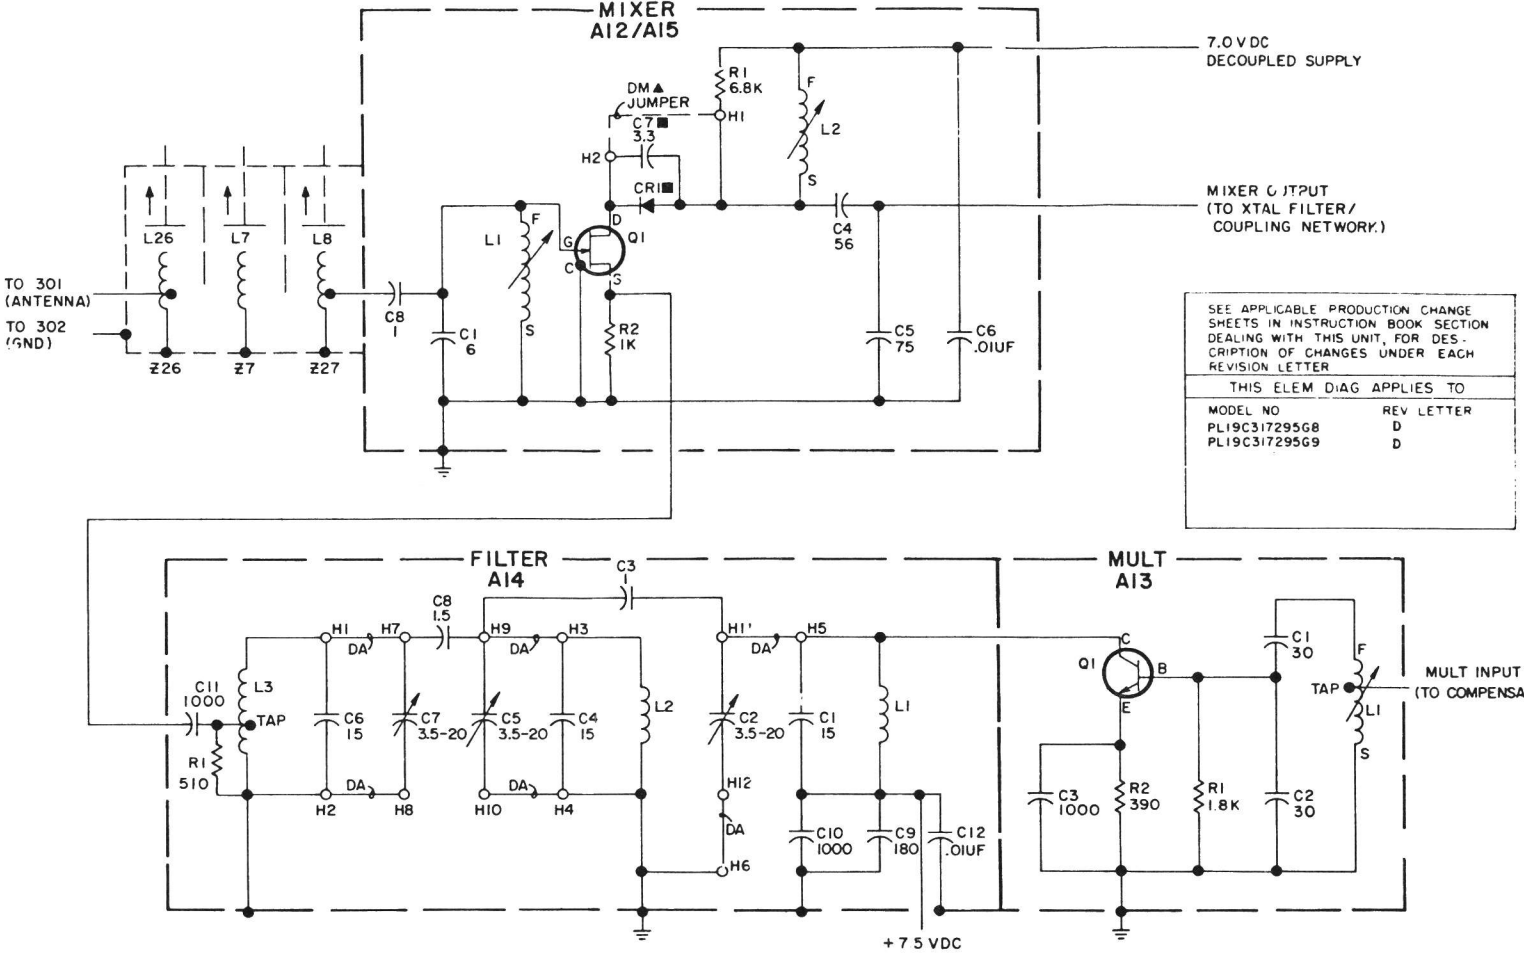 MIXER
A12/A15
7.0 VDC
DECOUPLED SUPPLY
R1
6.8K
F
DM▲
JUMPER
H1
C7■
3.3
L2
H2
CR1■
S
MIXER O JTPUT
(TO XTAL FILTER/
COUPLING NETWORK)
L26
L7
L8
F
L1
G
D
Q1
C
S
C4
56
TO 301
(ANTENNA)
TO 302
(GND)
C8
1
C1
6
S
R2
1K
C5
75
C6
.01UF
Z26
Z7
Z27
SEE APPLICABLE PRODUCTION CHANGE
SHEETS IN INSTRUCTION BOOK SECTION
DEALING WITH THIS UNIT, FOR DES-
CRIPTION OF CHANGES UNDER EACH
REVISION LETTER
THIS ELEM DIAG APPLIES TO
MODEL NO REV LETTER
PL19C317295G8 D
PL19C317295G9 D
FILTER
A14
MULT
A13
C3
1
C8
1.5
H1
H7
H9
H3
H1'
H5
DA
DA
DA
C
Q1
B
E
C1
30
F
TAP
L1
S
MULT INPUT
(TO COMPENSA
C11
1000
L3
TAP
R1
510
C6
15
C7
3.5-20
C5
3.5-20
C4
15
L2
C2
3.5-20
C1
15
L1
DA
DA
H2
H8
H10
H4
H12
DA
H6
C10
1000
C9
180
C12
.01UF
C3
1000
R2
390
R1
1.8K
C2
30
+7 5 VDC